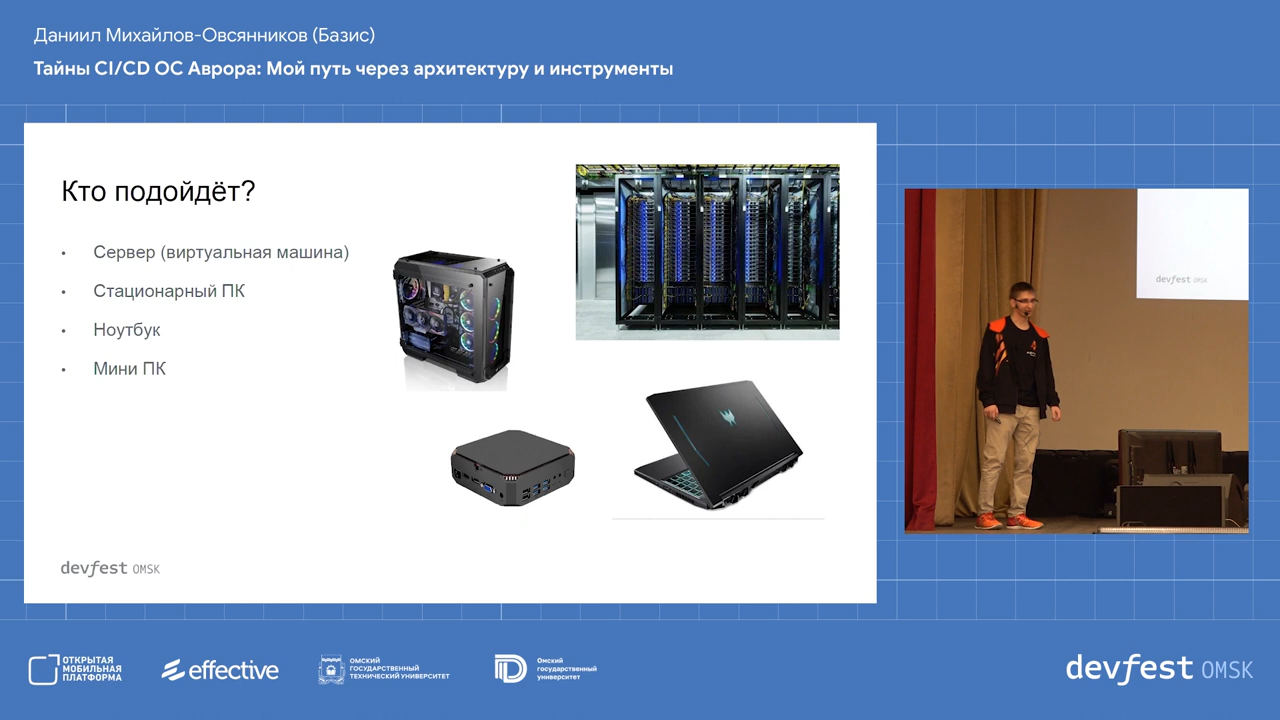 Даниил Михайлов-Овсянников (Базис)
Тайны CI/CD ОС Аврора: Мой путь через архитектуру и инструменты
Кто подойдёт?
• Сервер (виртуальная машина)
• Стационарный ПК
• Ноутбук
• Мини ПК
devfest OMSK
devfest OMSK
ОТКРЫТАЯ
МОБИЛЬНАЯ
ПЛАТФОРМА
effective
ОМСКИЙ
ГОСУДАРСТВЕННЫЙ
ТЕХНИЧЕСКИЙ УНИВЕРСИТЕТ
Омский
государственный
университет
devfest OMSK